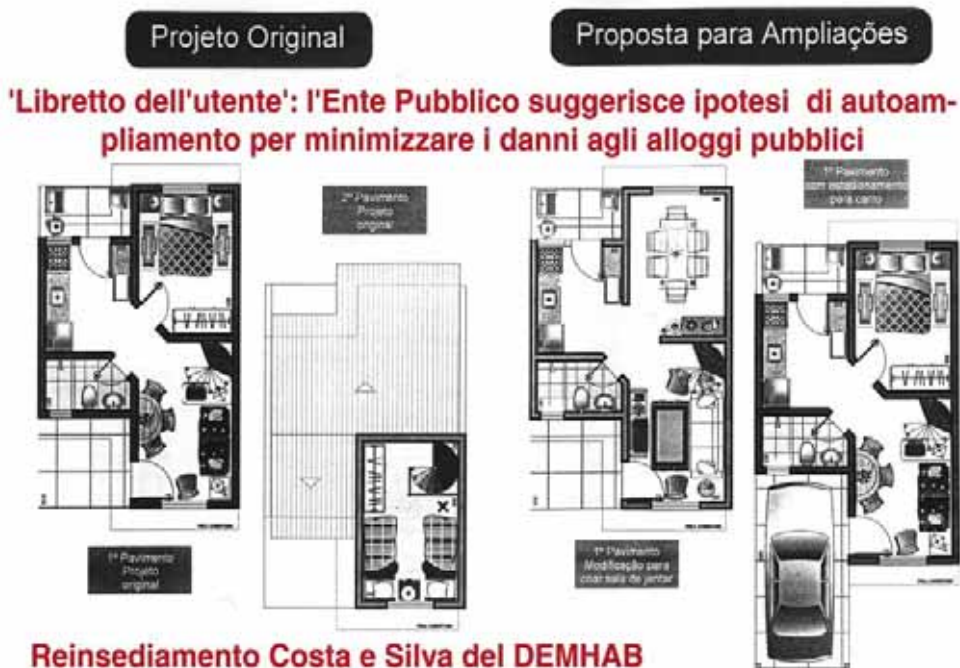 Projeto Original
Proposta para Ampliações
'Libretto dell'utente': l'Ente Pubblico suggerisce ipotesi di autoam-
pliamento per minimizzare i danni agli alloggi pubblici
2º Pavimento
Projeto
original
1º Pavimento
com estacionamento
para carro
1º Pavimento
Projeto
original
1º Pavimento
Modificação para
criar sala de jantar
Reinsediamento Costa e Silva del DEMHAB